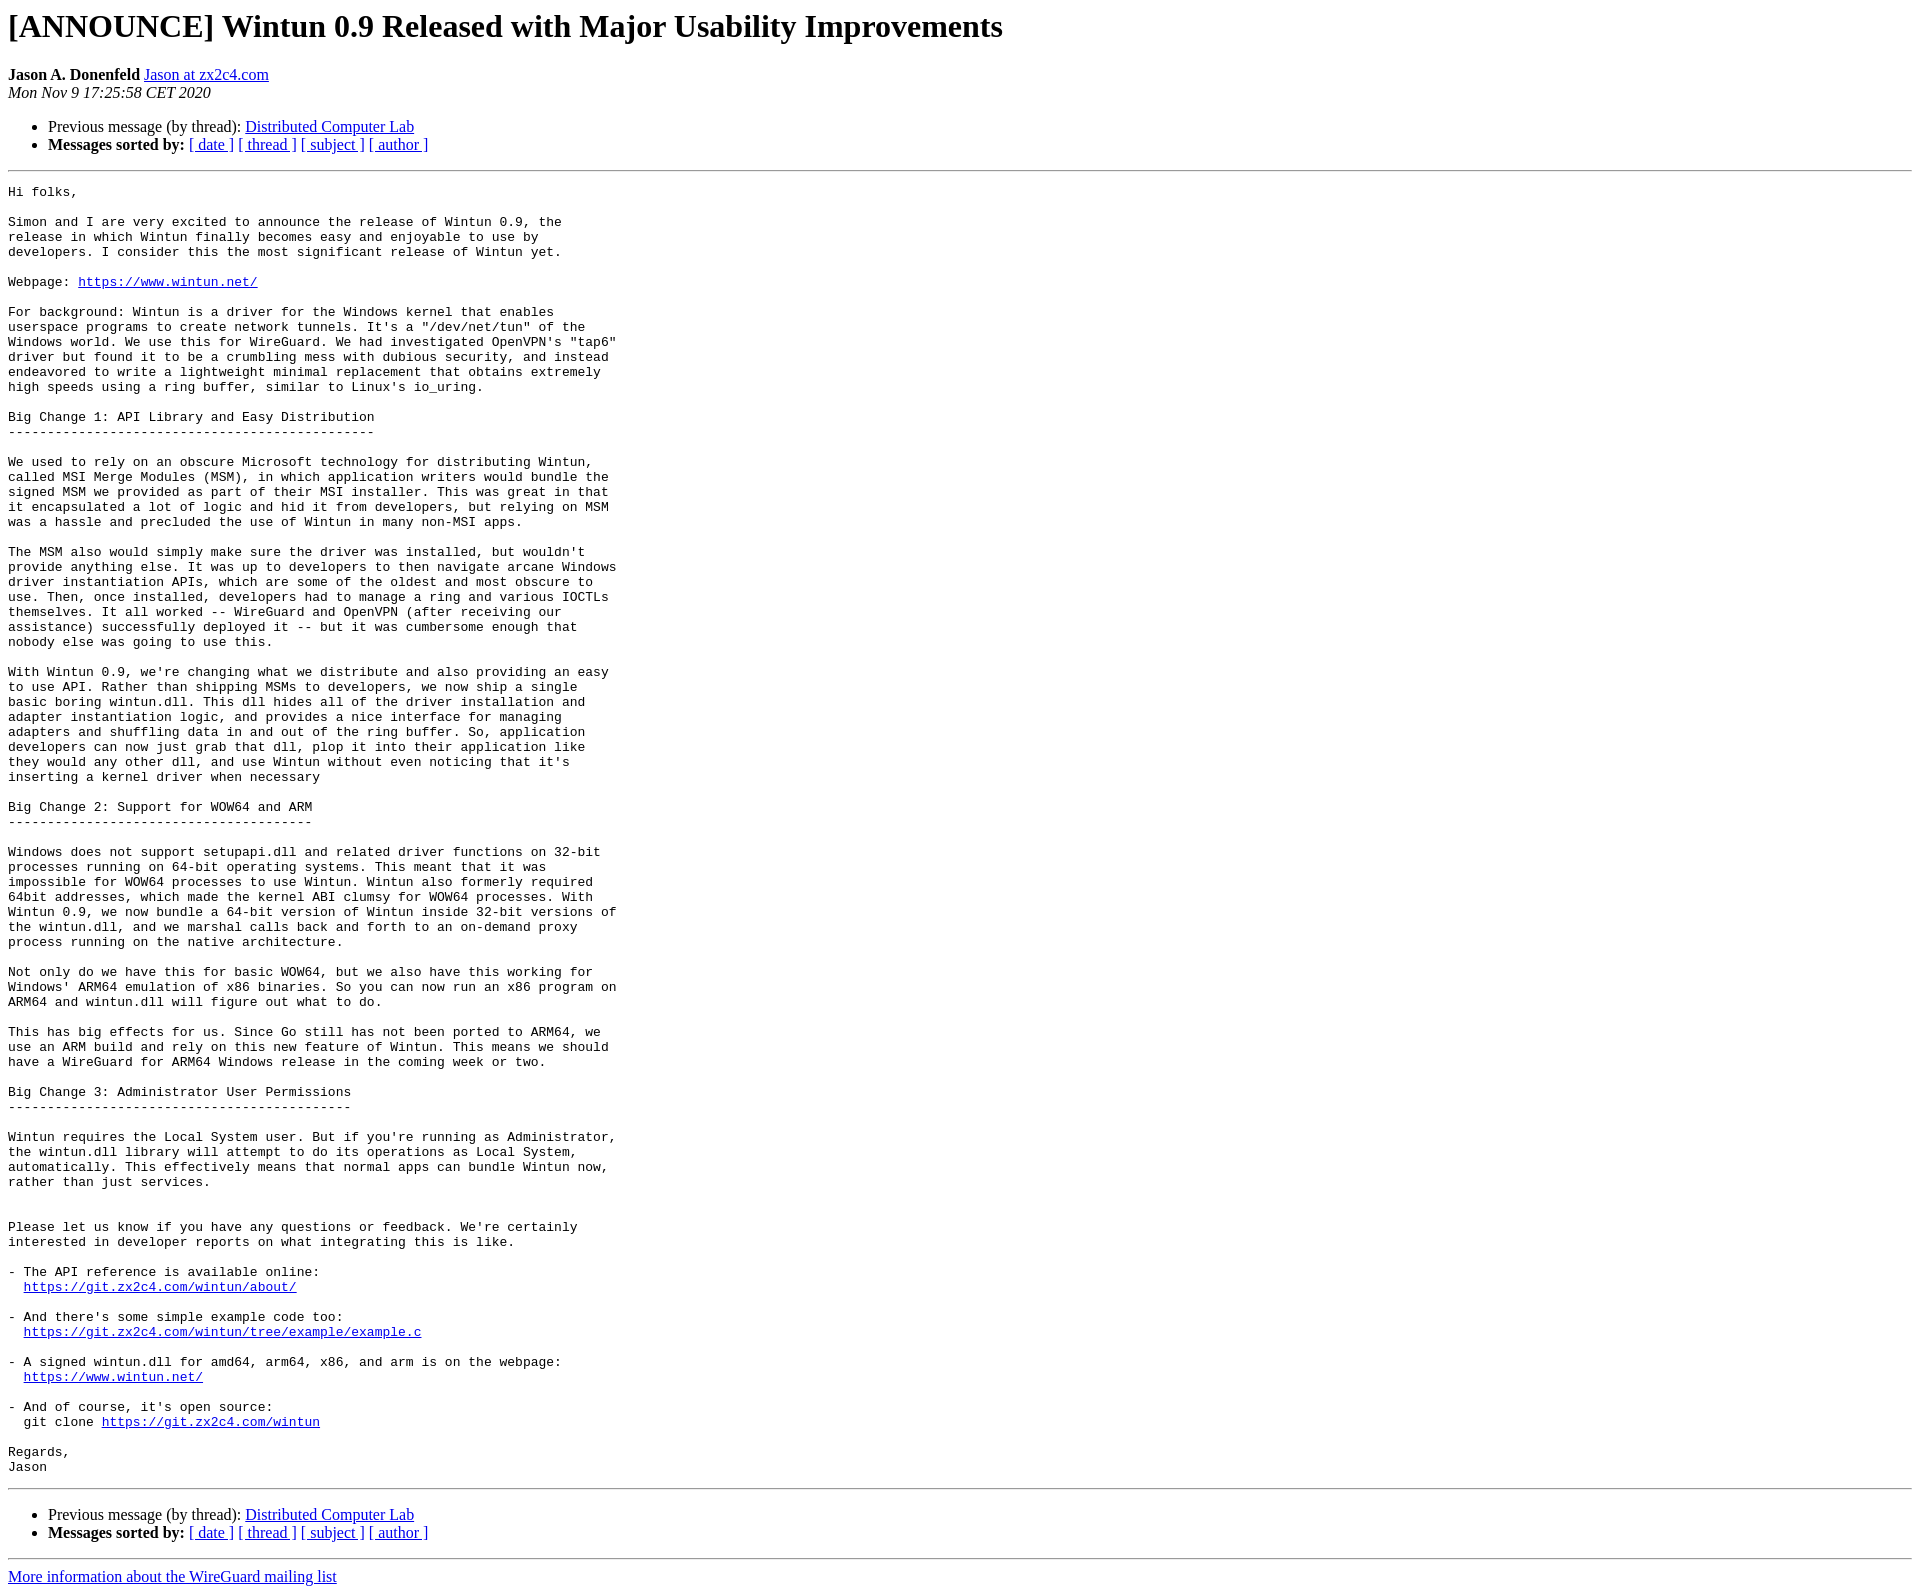 [ANNOUNCE] Wintun 0.9 Released with Major Usability Improvements
Jason A. Donenfeld Jason at zx2c4.com
Mon Nov 9 17:25:58 CET 2020
Previous message (by thread): Distributed Computer Lab
Messages sorted by: [ date ] [ thread ] [ subject ] [ author ]
Hi folks,
Simon and I are very excited to announce the release of Wintun 0.9, the
release in which Wintun finally becomes easy and enjoyable to use by
developers. I consider this the most significant release of Wintun yet.
Webpage: https://www.wintun.net/
For background: Wintun is a driver for the Windows kernel that enables
userspace programs to create network tunnels. It's a "/dev/net/tun" of the
Windows world. We use this for WireGuard. We had investigated OpenVPN's "tap6"
driver but found it to be a crumbling mess with dubious security, and instead
endeavored to write a lightweight minimal replacement that obtains extremely
high speeds using a ring buffer, similar to Linux's io_uring.
Big Change 1: API Library and Easy Distribution
-----------------------------------------------
We used to rely on an obscure Microsoft technology for distributing Wintun,
called MSI Merge Modules (MSM), in which application writers would bundle the
signed MSM we provided as part of their MSI installer. This was great in that
it encapsulated a lot of logic and hid it from developers, but relying on MSM
was a hassle and precluded the use of Wintun in many non-MSI apps.
The MSM also would simply make sure the driver was installed, but wouldn't
provide anything else. It was up to developers to then navigate arcane Windows
driver instantiation APIs, which are some of the oldest and most obscure to
use. Then, once installed, developers had to manage a ring and various IOCTLs
themselves. It all worked -- WireGuard and OpenVPN (after receiving our
assistance) successfully deployed it -- but it was cumbersome enough that
nobody else was going to use this.
With Wintun 0.9, we're changing what we distribute and also providing an easy
to use API. Rather than shipping MSMs to developers, we now ship a single
basic boring wintun.dll. This dll hides all of the driver installation and
adapter instantiation logic, and provides a nice interface for managing
adapters and shuffling data in and out of the ring buffer. So, application
developers can now just grab that dll, plop it into their application like
they would any other dll, and use Wintun without even noticing that it's
inserting a kernel driver when necessary
Big Change 2: Support for WOW64 and ARM
---------------------------------------
Windows does not support setupapi.dll and related driver functions on 32-bit
processes running on 64-bit operating systems. This meant that it was
impossible for WOW64 processes to use Wintun. Wintun also formerly required
64bit addresses, which made the kernel ABI clumsy for WOW64 processes. With
Wintun 0.9, we now bundle a 64-bit version of Wintun inside 32-bit versions of
the wintun.dll, and we marshal calls back and forth to an on-demand proxy
process running on the native architecture.
Not only do we have this for basic WOW64, but we also have this working for
Windows' ARM64 emulation of x86 binaries. So you can now run an x86 program on
ARM64 and wintun.dll will figure out what to do.
This has big effects for us. Since Go still has not been ported to ARM64, we
use an ARM build and rely on this new feature of Wintun. This means we should
have a WireGuard for ARM64 Windows release in the coming week or two.
Big Change 3: Administrator User Permissions
--------------------------------------------
Wintun requires the Local System user. But if you're running as Administrator,
the wintun.dll library will attempt to do its operations as Local System,
automatically. This effectively means that normal apps can bundle Wintun now,
rather than just services.
Please let us know if you have any questions or feedback. We're certainly
interested in developer reports on what integrating this is like.
- The API reference is available online:
https://git.zx2c4.com/wintun/about/
- And there's some simple example code too:
https://git.zx2c4.com/wintun/tree/example/example.c
- A signed wintun.dll for amd64, arm64, x86, and arm is on the webpage:
https://www.wintun.net/
- And of course, it's open source:
git clone https://git.zx2c4.com/wintun
Regards,
Jason
Previous message (by thread): Distributed Computer Lab
Messages sorted by: [ date ] [ thread ] [ subject ] [ author ]
More information about the WireGuard mailing list